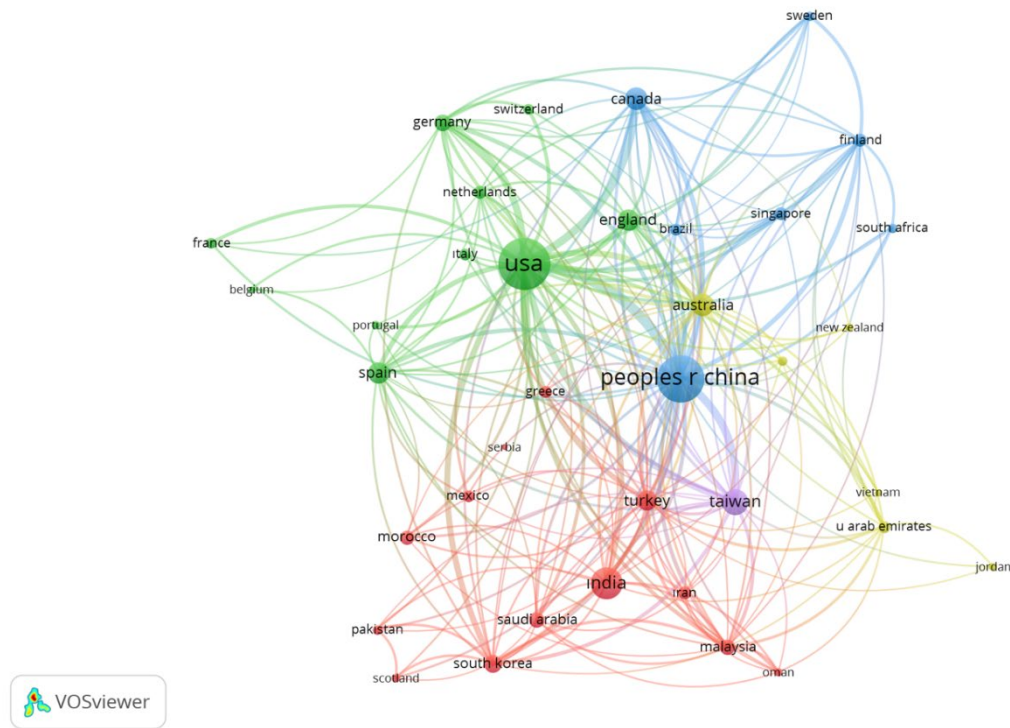 sweden
canada
switzerland
germany
finland
netherlands
england
singapore
brazil
south africa
france
italy
usa
belgium
australia
portugal
new zealand
spain
peoples r china
greece
serbia
mexico
turkey
taiwan
vietnam
u arab emirates
morocco
jordan
india
iran
saudi arabia
pakistan
malaysia
south korea
oman
scotland
VOSviewer